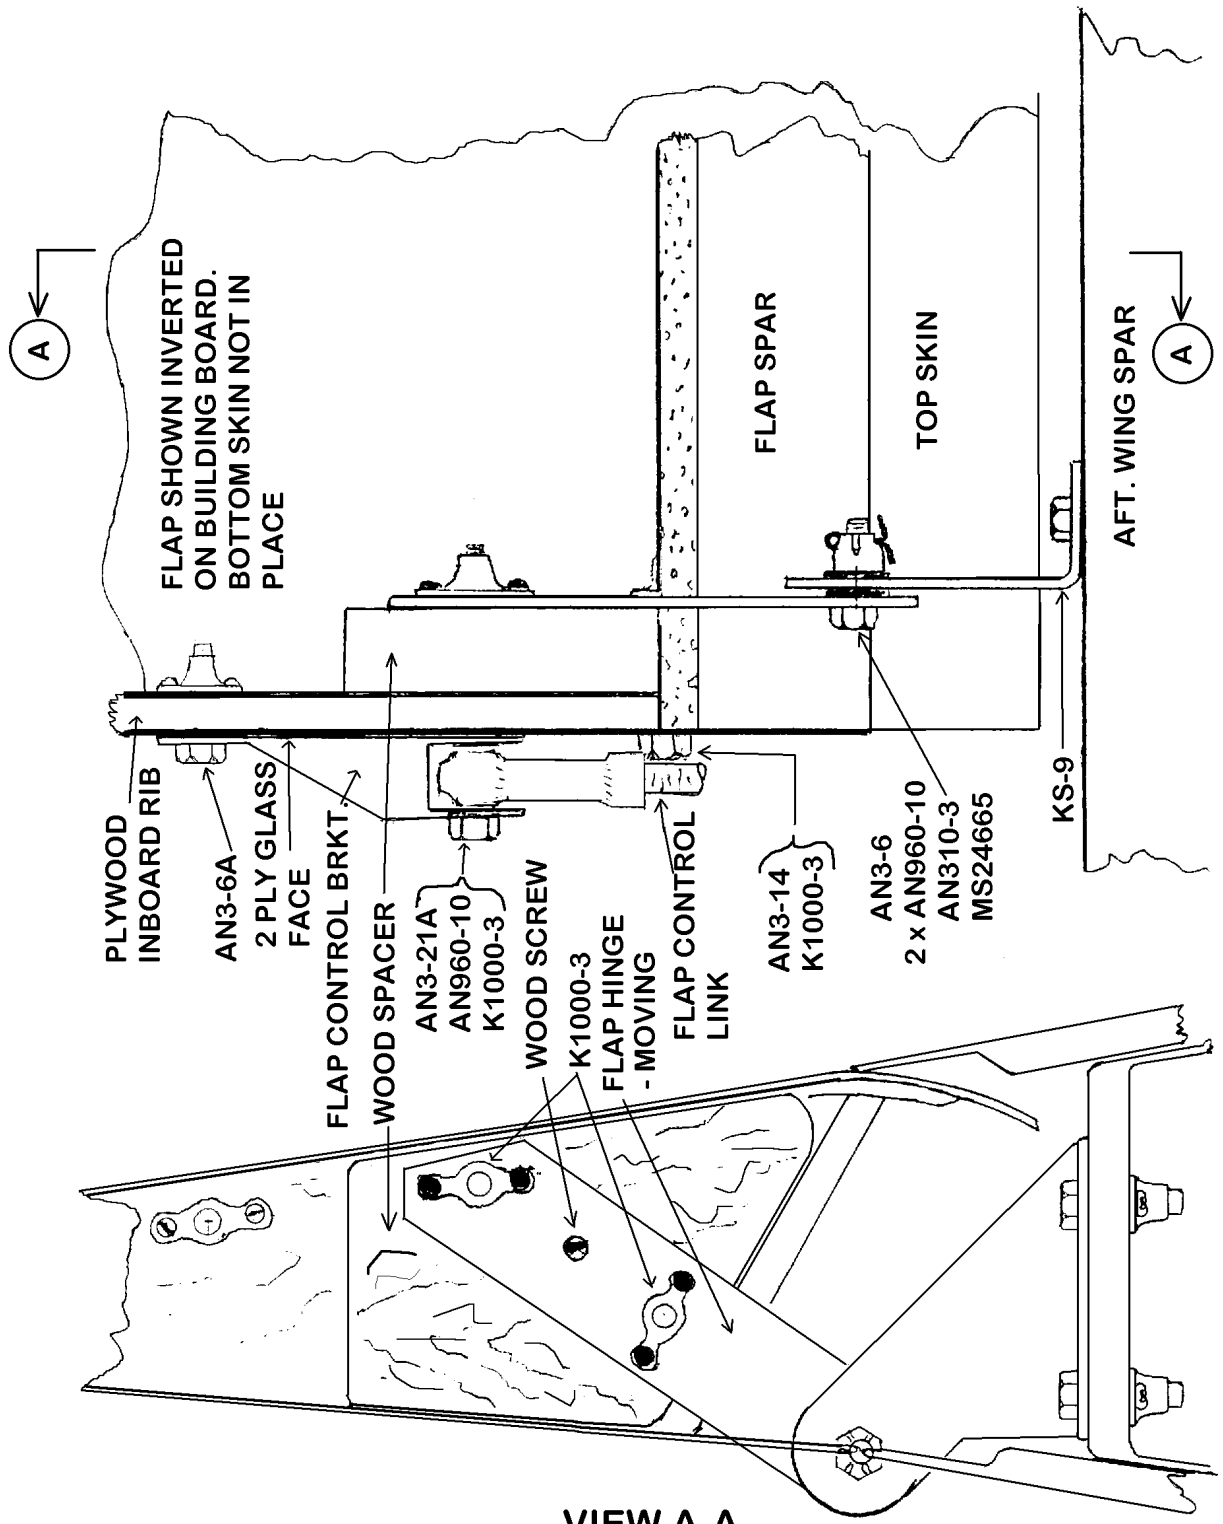 A
FLAP SHOWN INVERTED
ON BUILDING BOARD.
BOTTOM SKIN NOT IN
PLACE
PLYWOOD
INBOARD RIB
AN3-6A
2 PLY GLASS
FACE
FLAP CONTROL BRKT.
WOOD SPACER
AN3-21A
AN960-10
K1000-3
WOOD SCREW
K1000-3
FLAP HINGE
- MOVING
FLAP CONTROL
LINK
AN3-14
K1000-3
AN3-6
2 x AN960-10
AN310-3
MS24665
KS-9
FLAP SPAR
TOP SKIN
AFT. WING SPAR
A
VIEW A-A